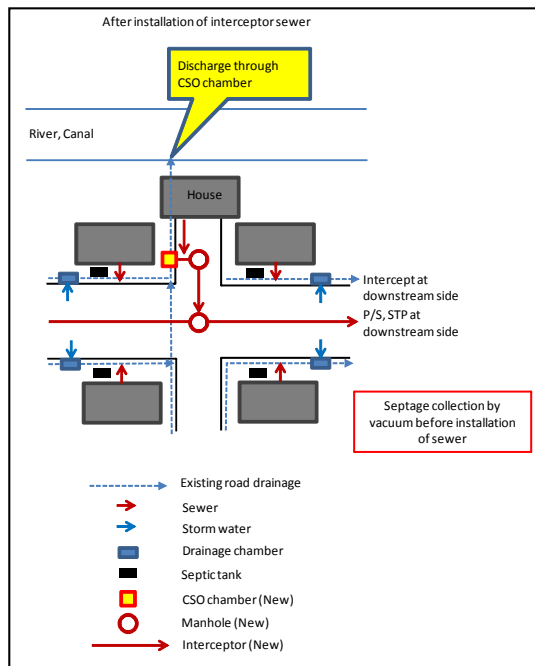 After installation of interceptor sewer
Discharge through
CSO chamber
River, Canal
House
Intercept at
downstream side
P/S, STP at
downstream side
Septage collection by
vacuum before installation
of sewer
Existing road drainage
Sewer
Storm water
Drainage chamber
Septic tank
CSO chamber (New)
Manhole (New)
Interceptor (New)